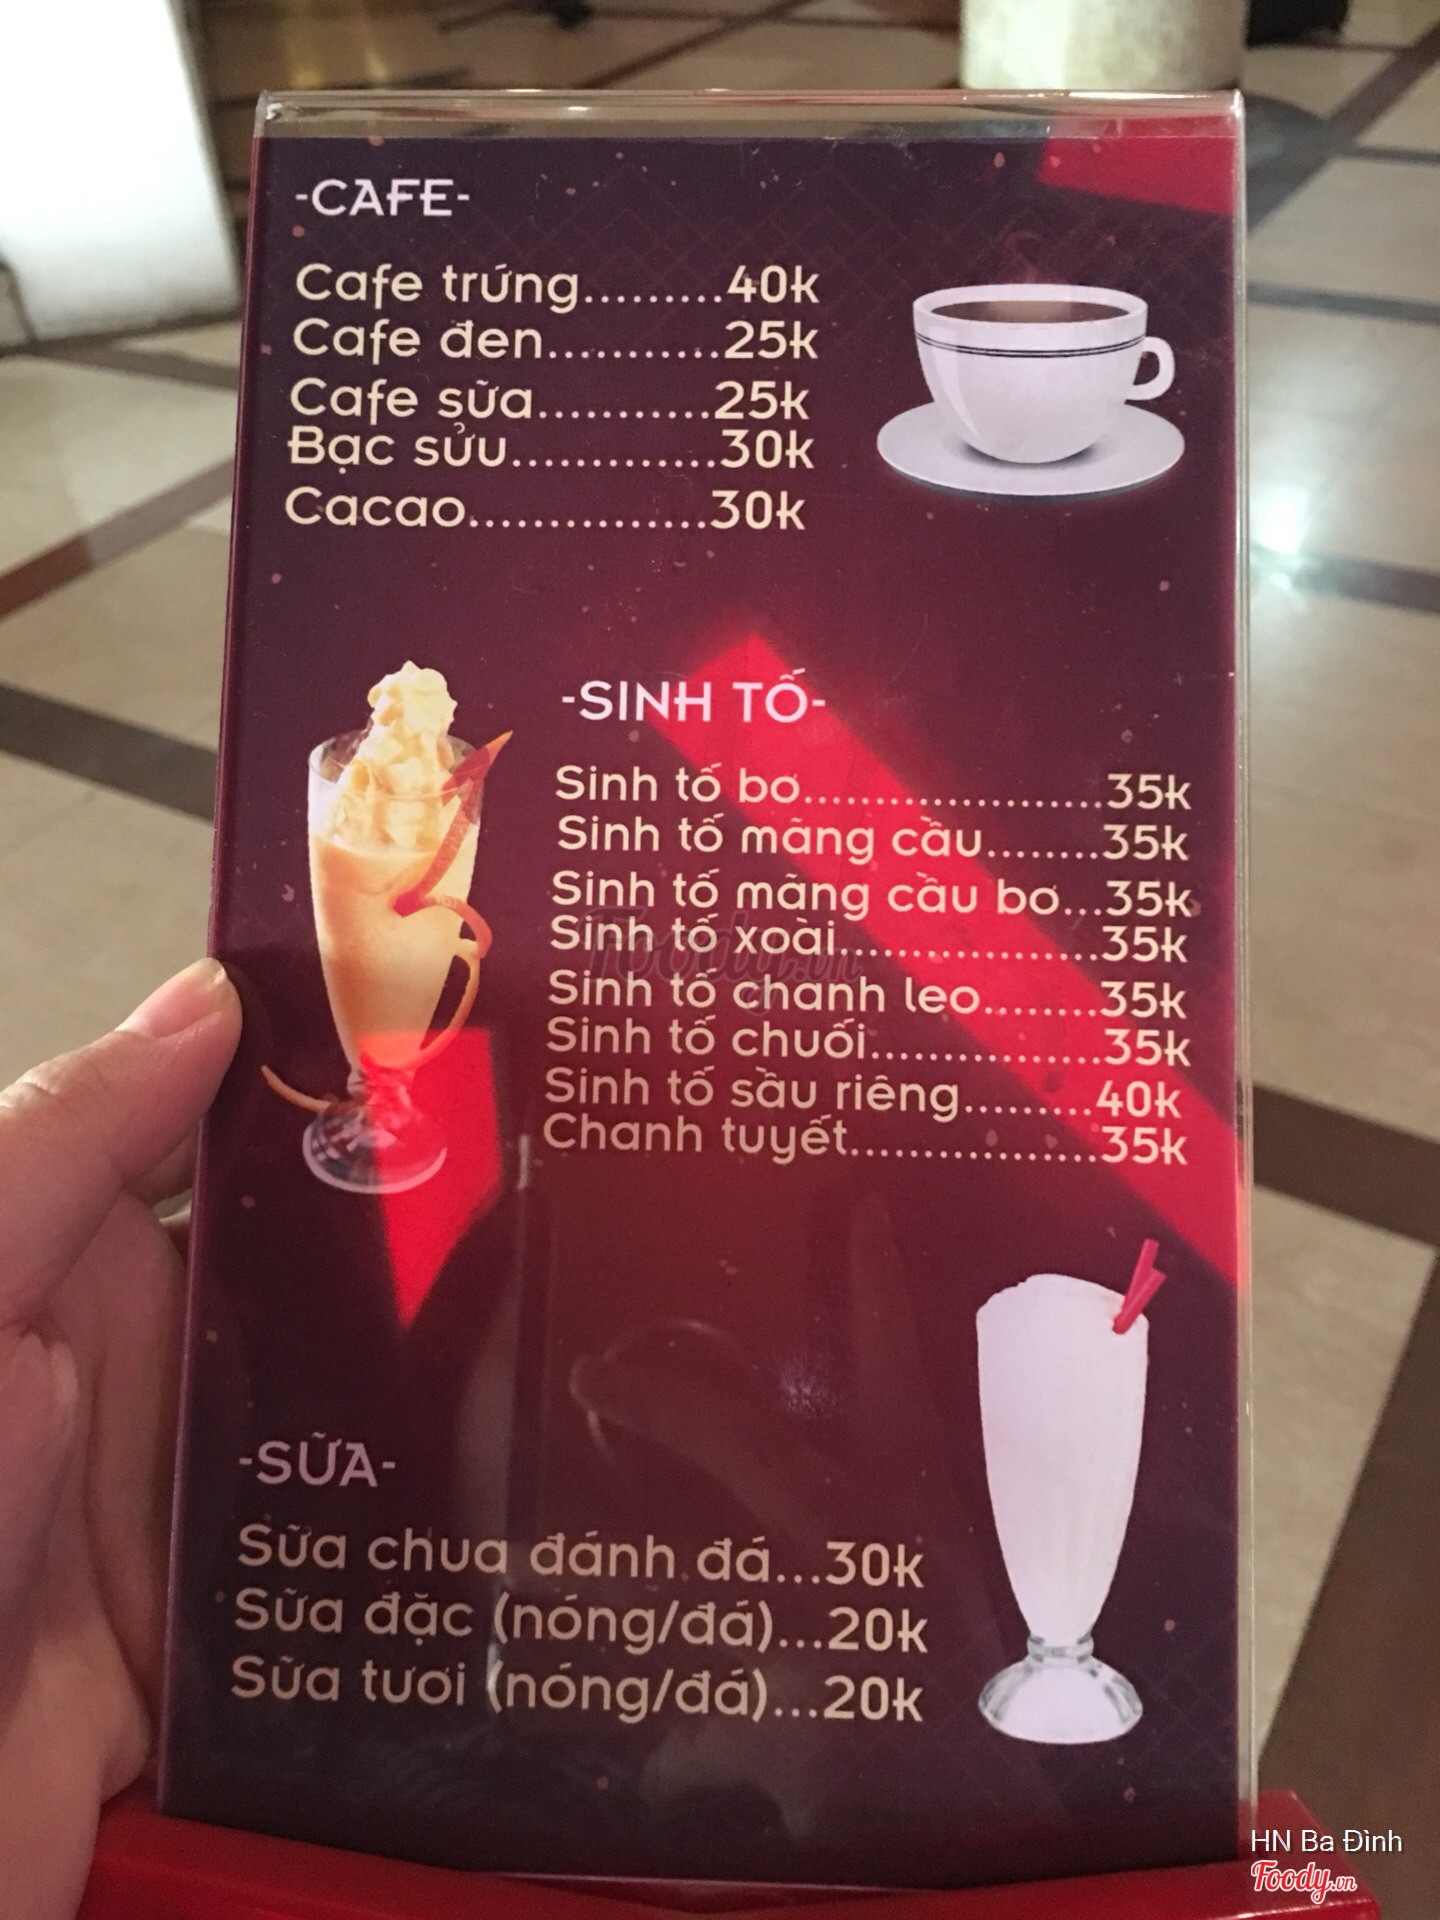 -CAFE-
Cafe trứng.........40k
Cafe đen...........25k
Cafe sữa...........25k
Bạc sửu.............30k
Cacao...............30k
-SINH TỐ-
Sinh tố bơ.....................35k
Sinh tố mãng cầu........35k
Sinh tố mãng cầu bơ...35k
Sinh tố xoài...................35k
Sinh tố chanh leo........35k
Sinh tố chuối................35k
Sinh tố sầu riêng.........40k
Chanh tuyết.................35k
Foody.vn
-SỮA-
Sữa chua đánh đá...30k
Sữa đặc (nóng/đá)...20k
Sữa tươi (nóng/đá)...20k
HN Ba Đình
Foody.vn